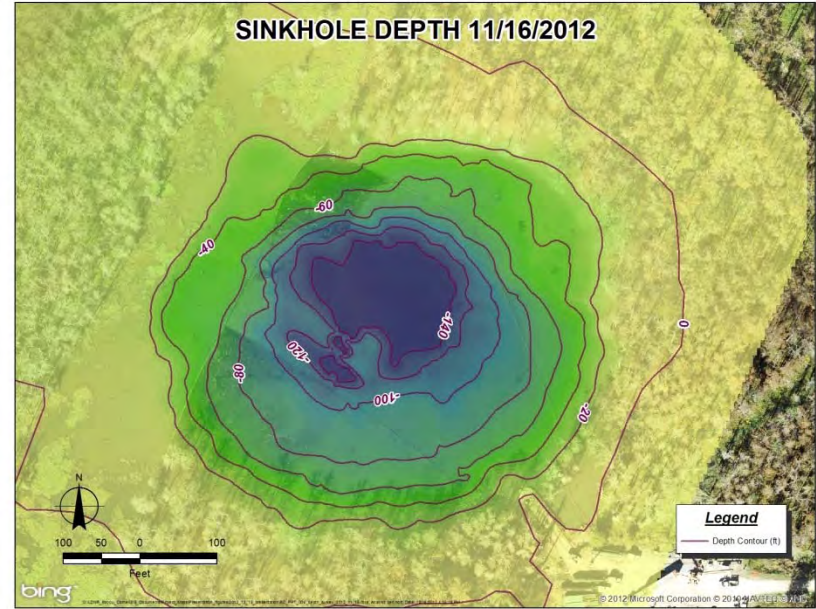 SINKHOLE DEPTH 11/16/2012
-60
-40
0
-140
-120
-80
-100
-20
N
100 50 0 100
Feet
Legend
Depth Contour (ft)
bing
© 2012 Microsoft Corporation